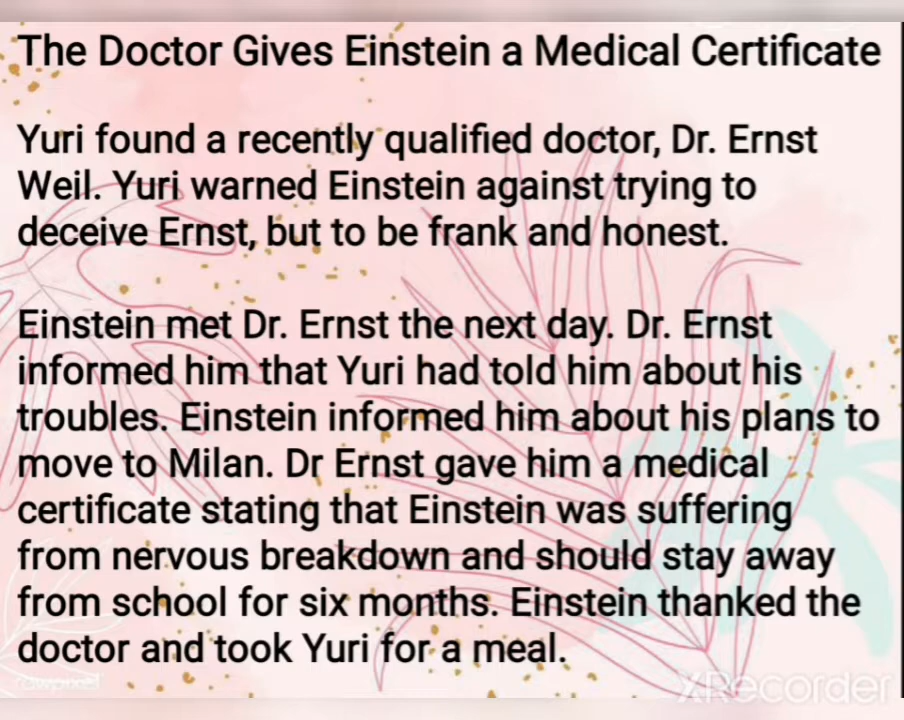 The Doctor Gives Einstein a Medical Certificate
Yuri found a recently qualified doctor, Dr. Ernst
Weil. Yuri warned Einstein against trying to
deceive Ernst, but to be frank and honest.
Einstein met Dr. Ernst the next day. Dr. Ernst
informed him that Yuri had told him about his
troubles. Einstein informed him about his plans to
move to Milan. Dr Ernst gave him a medical
certificate stating that Einstein was suffering
from nervous breakdown and should stay away
from school for six months. Einstein thanked the
doctor and took Yuri for a meal.
rawpixel
XRecorder